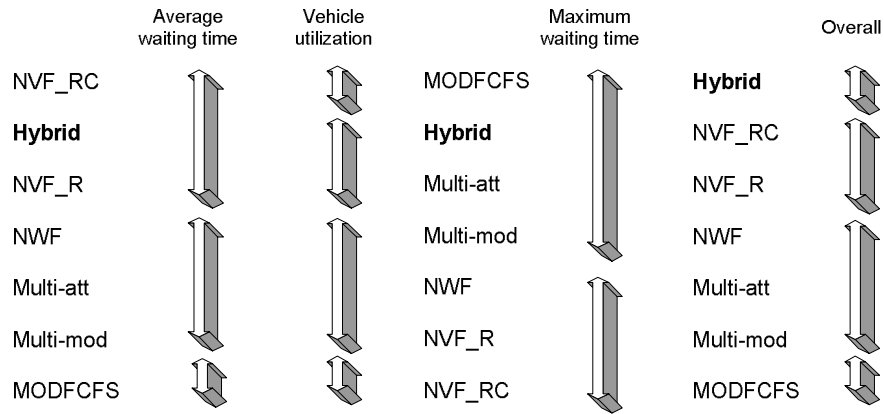 Average waiting time
Vehicle utilization
Maximum waiting time
Overall
NVF_RC
MODFCFS
Hybrid
Hybrid
Hybrid
NVF_RC
NVF_R
Multi-att
NVF_R
NWF
Multi-mod
NWF
Multi-att
NWF
Multi-att
Multi-mod
NVF_R
Multi-mod
MODFCFS
NVF_RC
MODFCFS